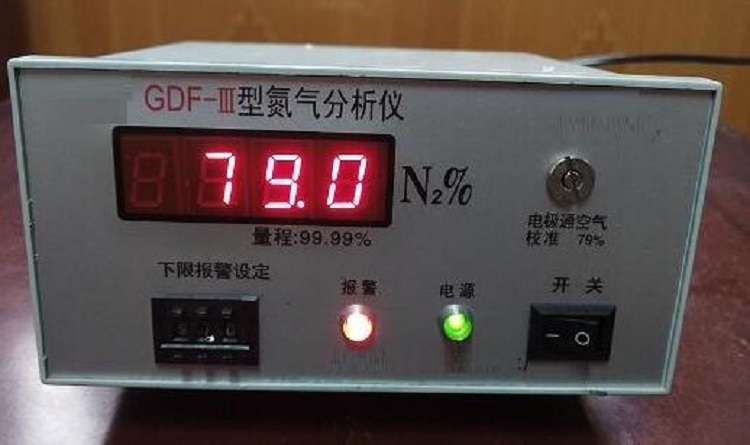 GDF-Ⅲ型氮气分析仪
79.0
N₂%
量程:99.99%
电极通空气
校准 79%
下限报警设定
报警
电源
开关